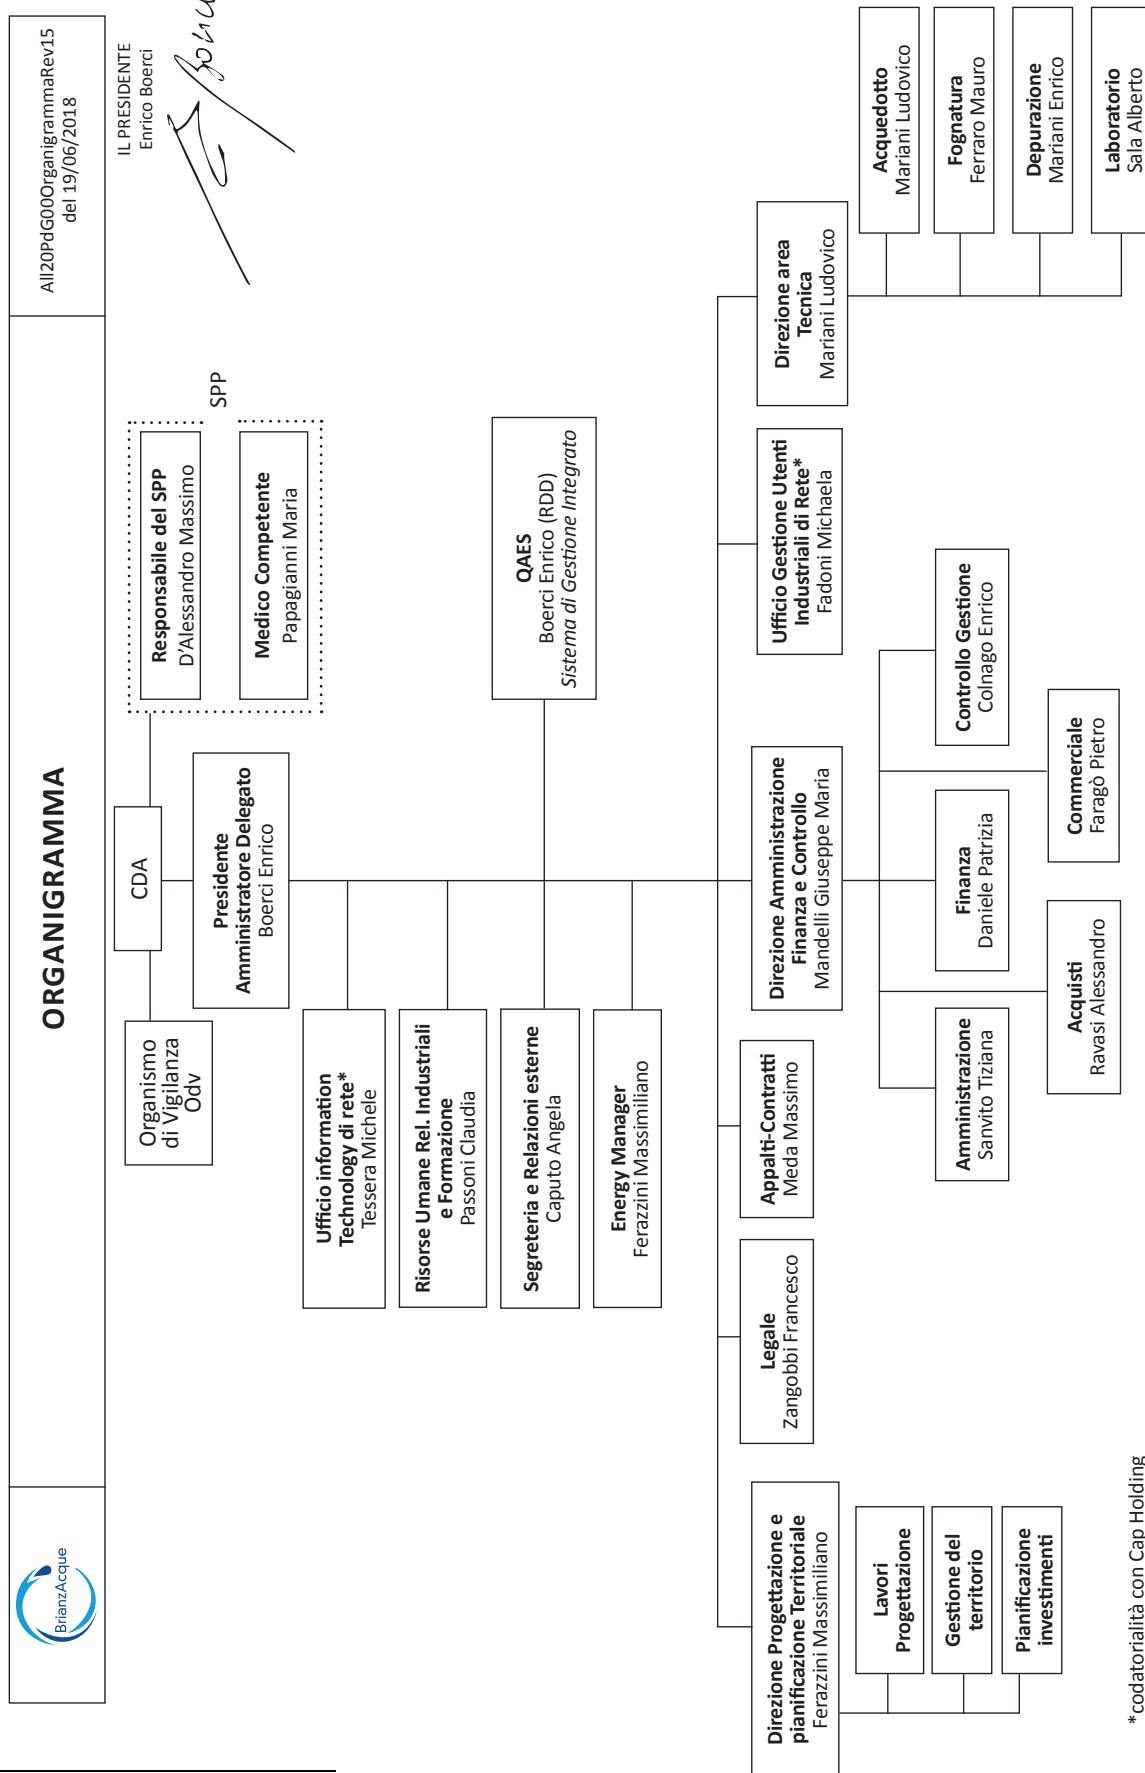 BrianzAcque
ORGANIGRAMMA
All20PdG00OrganigrammaRev15
del 19/06/2018
IL PRESIDENTE
Enrico Boerci
CDA
Organismo
di Vigilanza
Odv
Responsabile del SPP
D'Alessandro Massimo
Medico Competente
Papagianni Maria
SPP
Presidente
Amministratore Delegato
Boerci Enrico
Ufficio information
Technology di rete*
Tessera Michele
Risorse Umane Rel. Industriali
e Formazione
Passoni Claudia
Segreteria e Relazioni esterne
Caputo Angela
QAES
Boerci Enrico (RDD)
Sistema di Gestione Integrato
Energy Manager
Ferazzini Massimiliano
Direzione Progettazione e
pianificazione Territoriale
Ferazzini Massimiliano
Legale
Zangobbi Francesco
Appalti-Contratti
Meda Massimo
Direzione Amministrazione
Finanza e Controllo
Mandelli Giuseppe Maria
Ufficio Gestione Utenti
Industriali di Rete*
Fadoni Michaela
Direzione area
Tecnica
Mariani Ludovico
Lavori
Progettazione
Gestione del
territorio
Pianificazione
investimenti
Amministrazione
Sanvito Tiziana
Finanza
Daniele Patrizia
Controllo Gestione
Colnago Enrico
Acquisti
Ravasi Alessandro
Commerciale
Faragò Pietro
Acquedotto
Mariani Ludovico
Fognatura
Ferraro Mauro
Depurazione
Mariani Enrico
Laboratorio
Sala Alberto
*codatorialità con Cap Holding